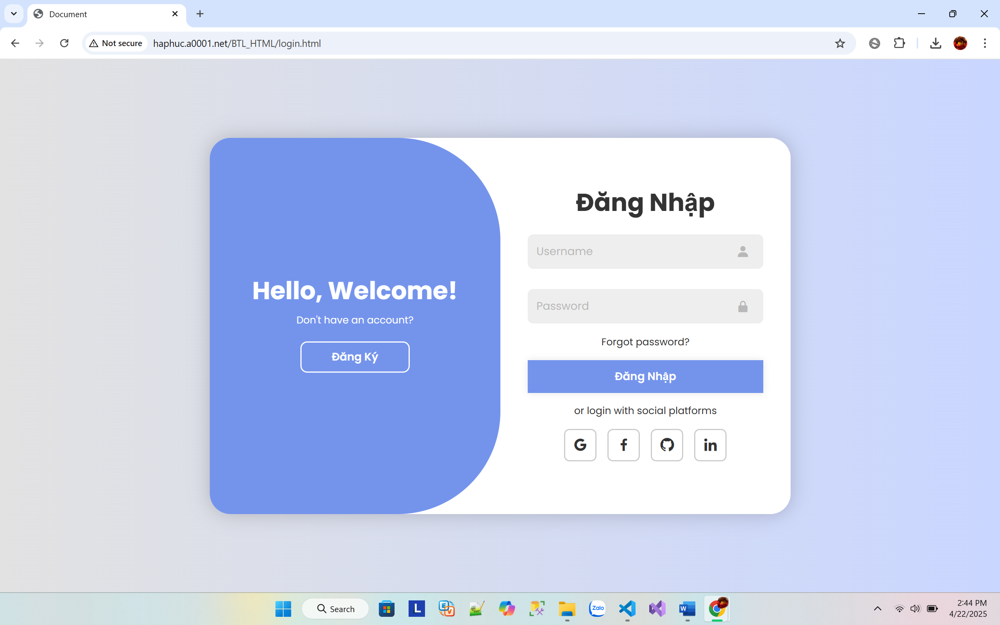 Document
Not secure
haphuc.a0001.net/BTL_HTML/login.html
Hello, Welcome!
Don't have an account?
Đăng Ký
Đăng Nhập
Username
Password
Forgot password?
Đăng Nhập
or login with social platforms
G f in
Search
L
E V
Zalo
W
2:44 PM
4/22/2025